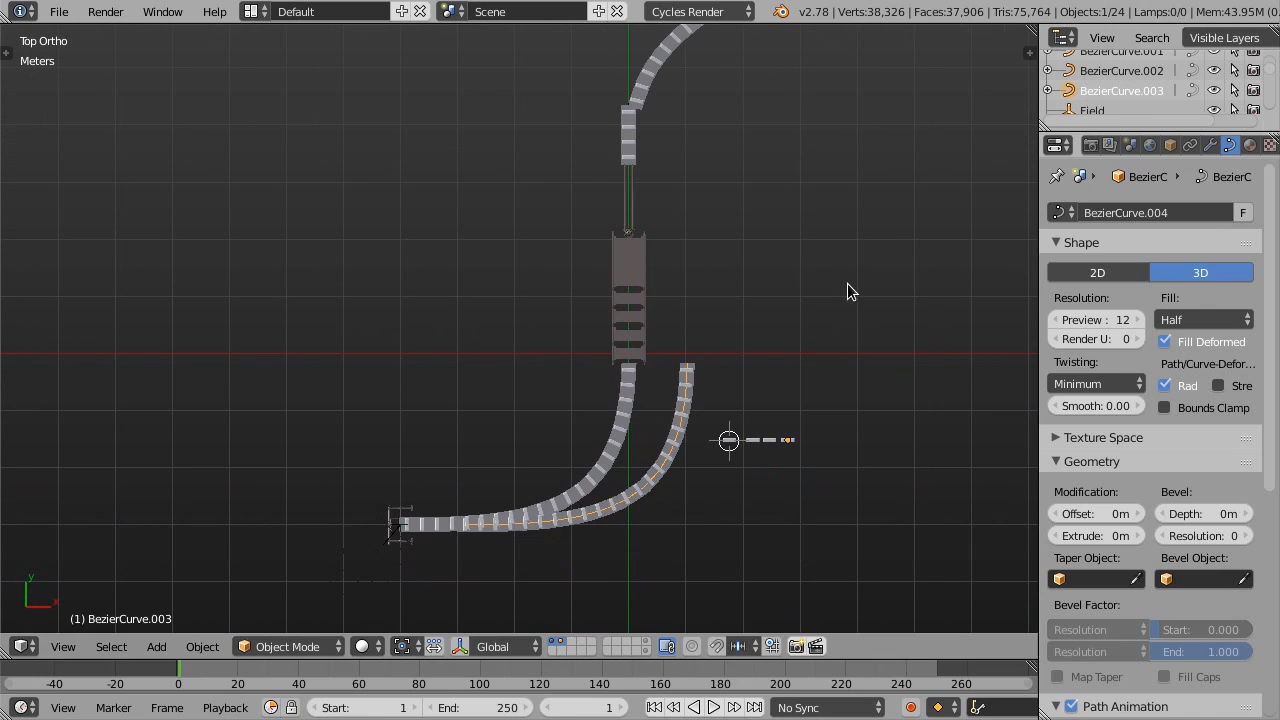 File Render Window Help Default Scene Cycles Render v2.78 | Verts:38,326 | Faces:37,906 | Tris:75,764 | Objects:1/24 | Lamps:0/0 | Mem:43.95M (0
Top Ortho
Meters
View Search Visible Layers
BezierCurve.001
BezierCurve.002
BezierCurve.003
Field
BezierC BezierC
BezierCurve.004 F
Shape
2D 3D
Resolution: Fill:
Preview : 12 Half
Render U: 0 Fill Deformed
Twisting: Path/Curve-Defor...
Minimum Rad Stre
Smooth: 0.00 Bounds Clamp
Texture Space
Geometry
Modification: Bevel:
Offset: 0m Depth: 0m
Extrude: 0m Resolution: 0
Taper Object: Bevel Object:
Bevel Factor:
Resolution Start: 0.000
Resolution End: 1.000
Map Taper Fill Caps
Path Animation
y
x
(1) BezierCurve.003
View Select Add Object Object Mode Global
-40 -20 0 20 40 60 80 100 120 140 160 180 200 220 240 260
View Marker Frame Playback Start: 1 End: 250 1 No Sync